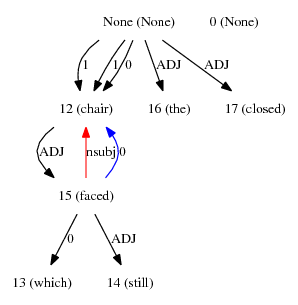 None (None) 0 (None)
1 1 0 ADJ ADJ
12 (chair) 16 (the) 17 (closed)
ADJ nsubj 0
15 (faced)
0 ADJ
13 (which) 14 (still)